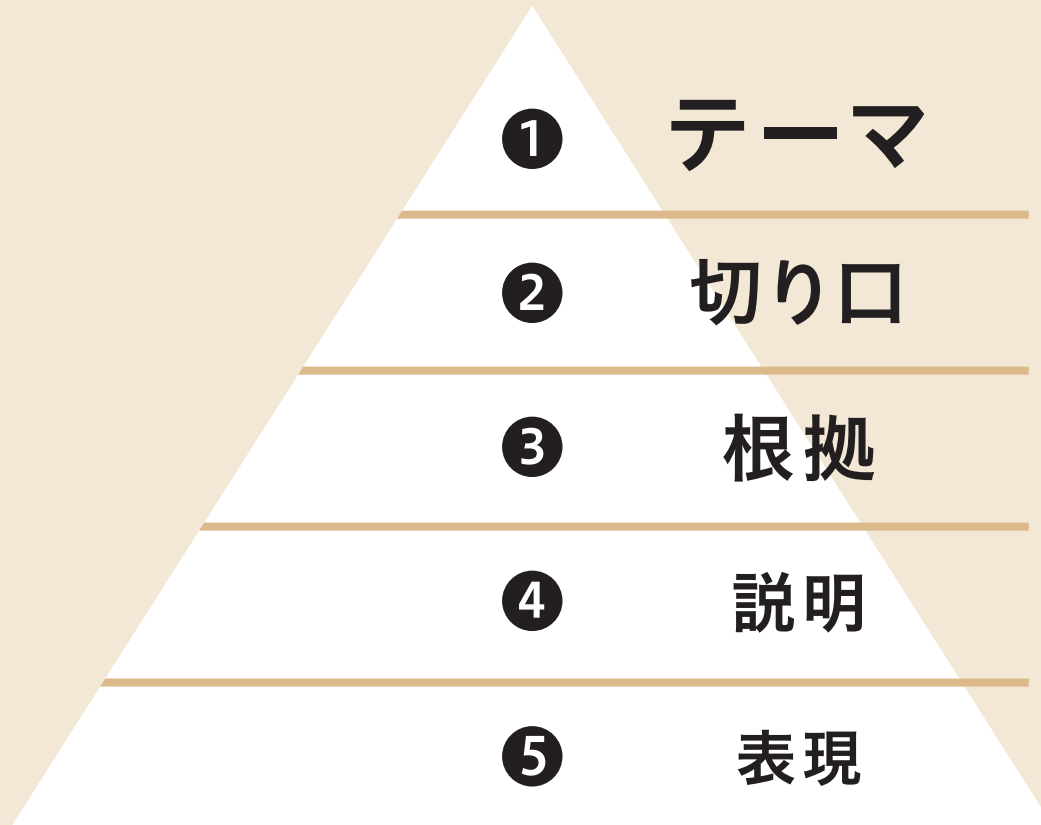 ❶ テーマ
❷ 切り口
❸ 根拠
❹ 説明
❺ 表現